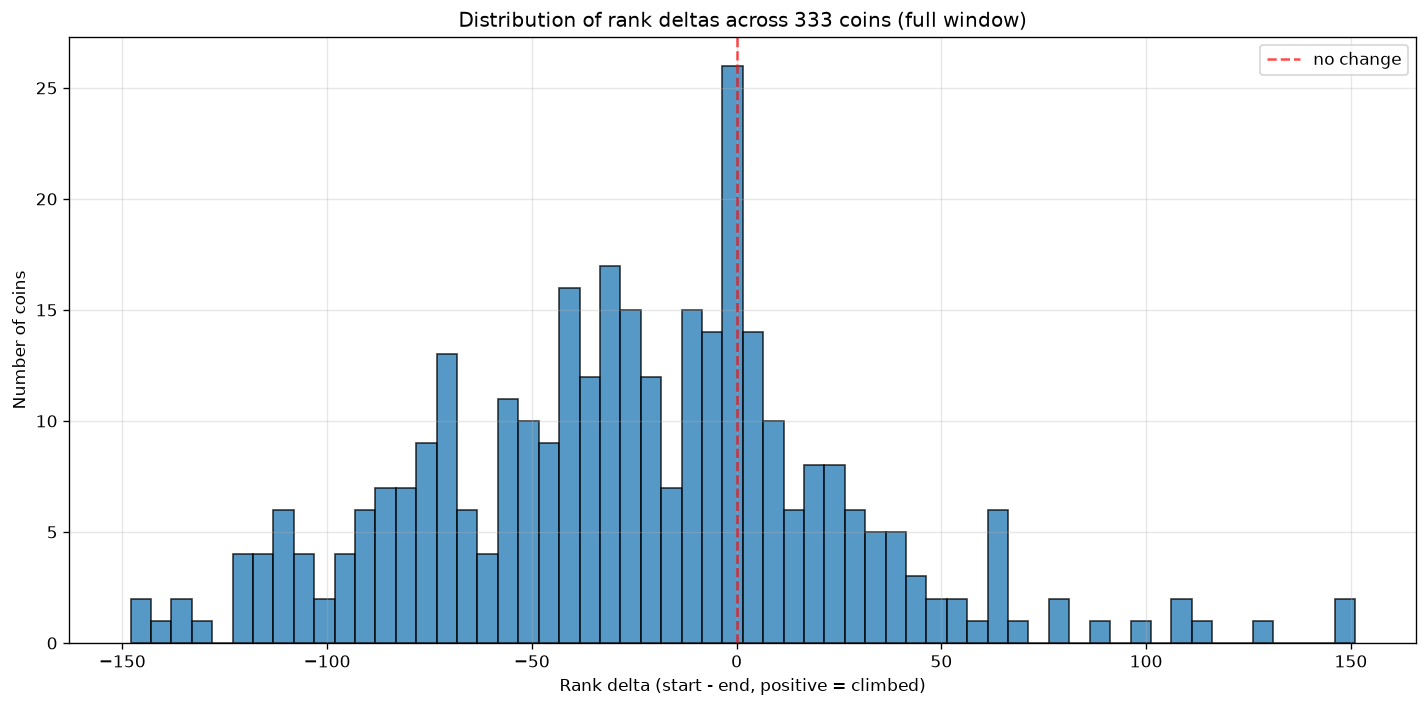 Distribution of rank deltas across 333 coins (full window)
no change
Number of coins
25
20
15
10
5
0
−150 −100 −50 0 50 100 150
Rank delta (start - end, positive = climbed)